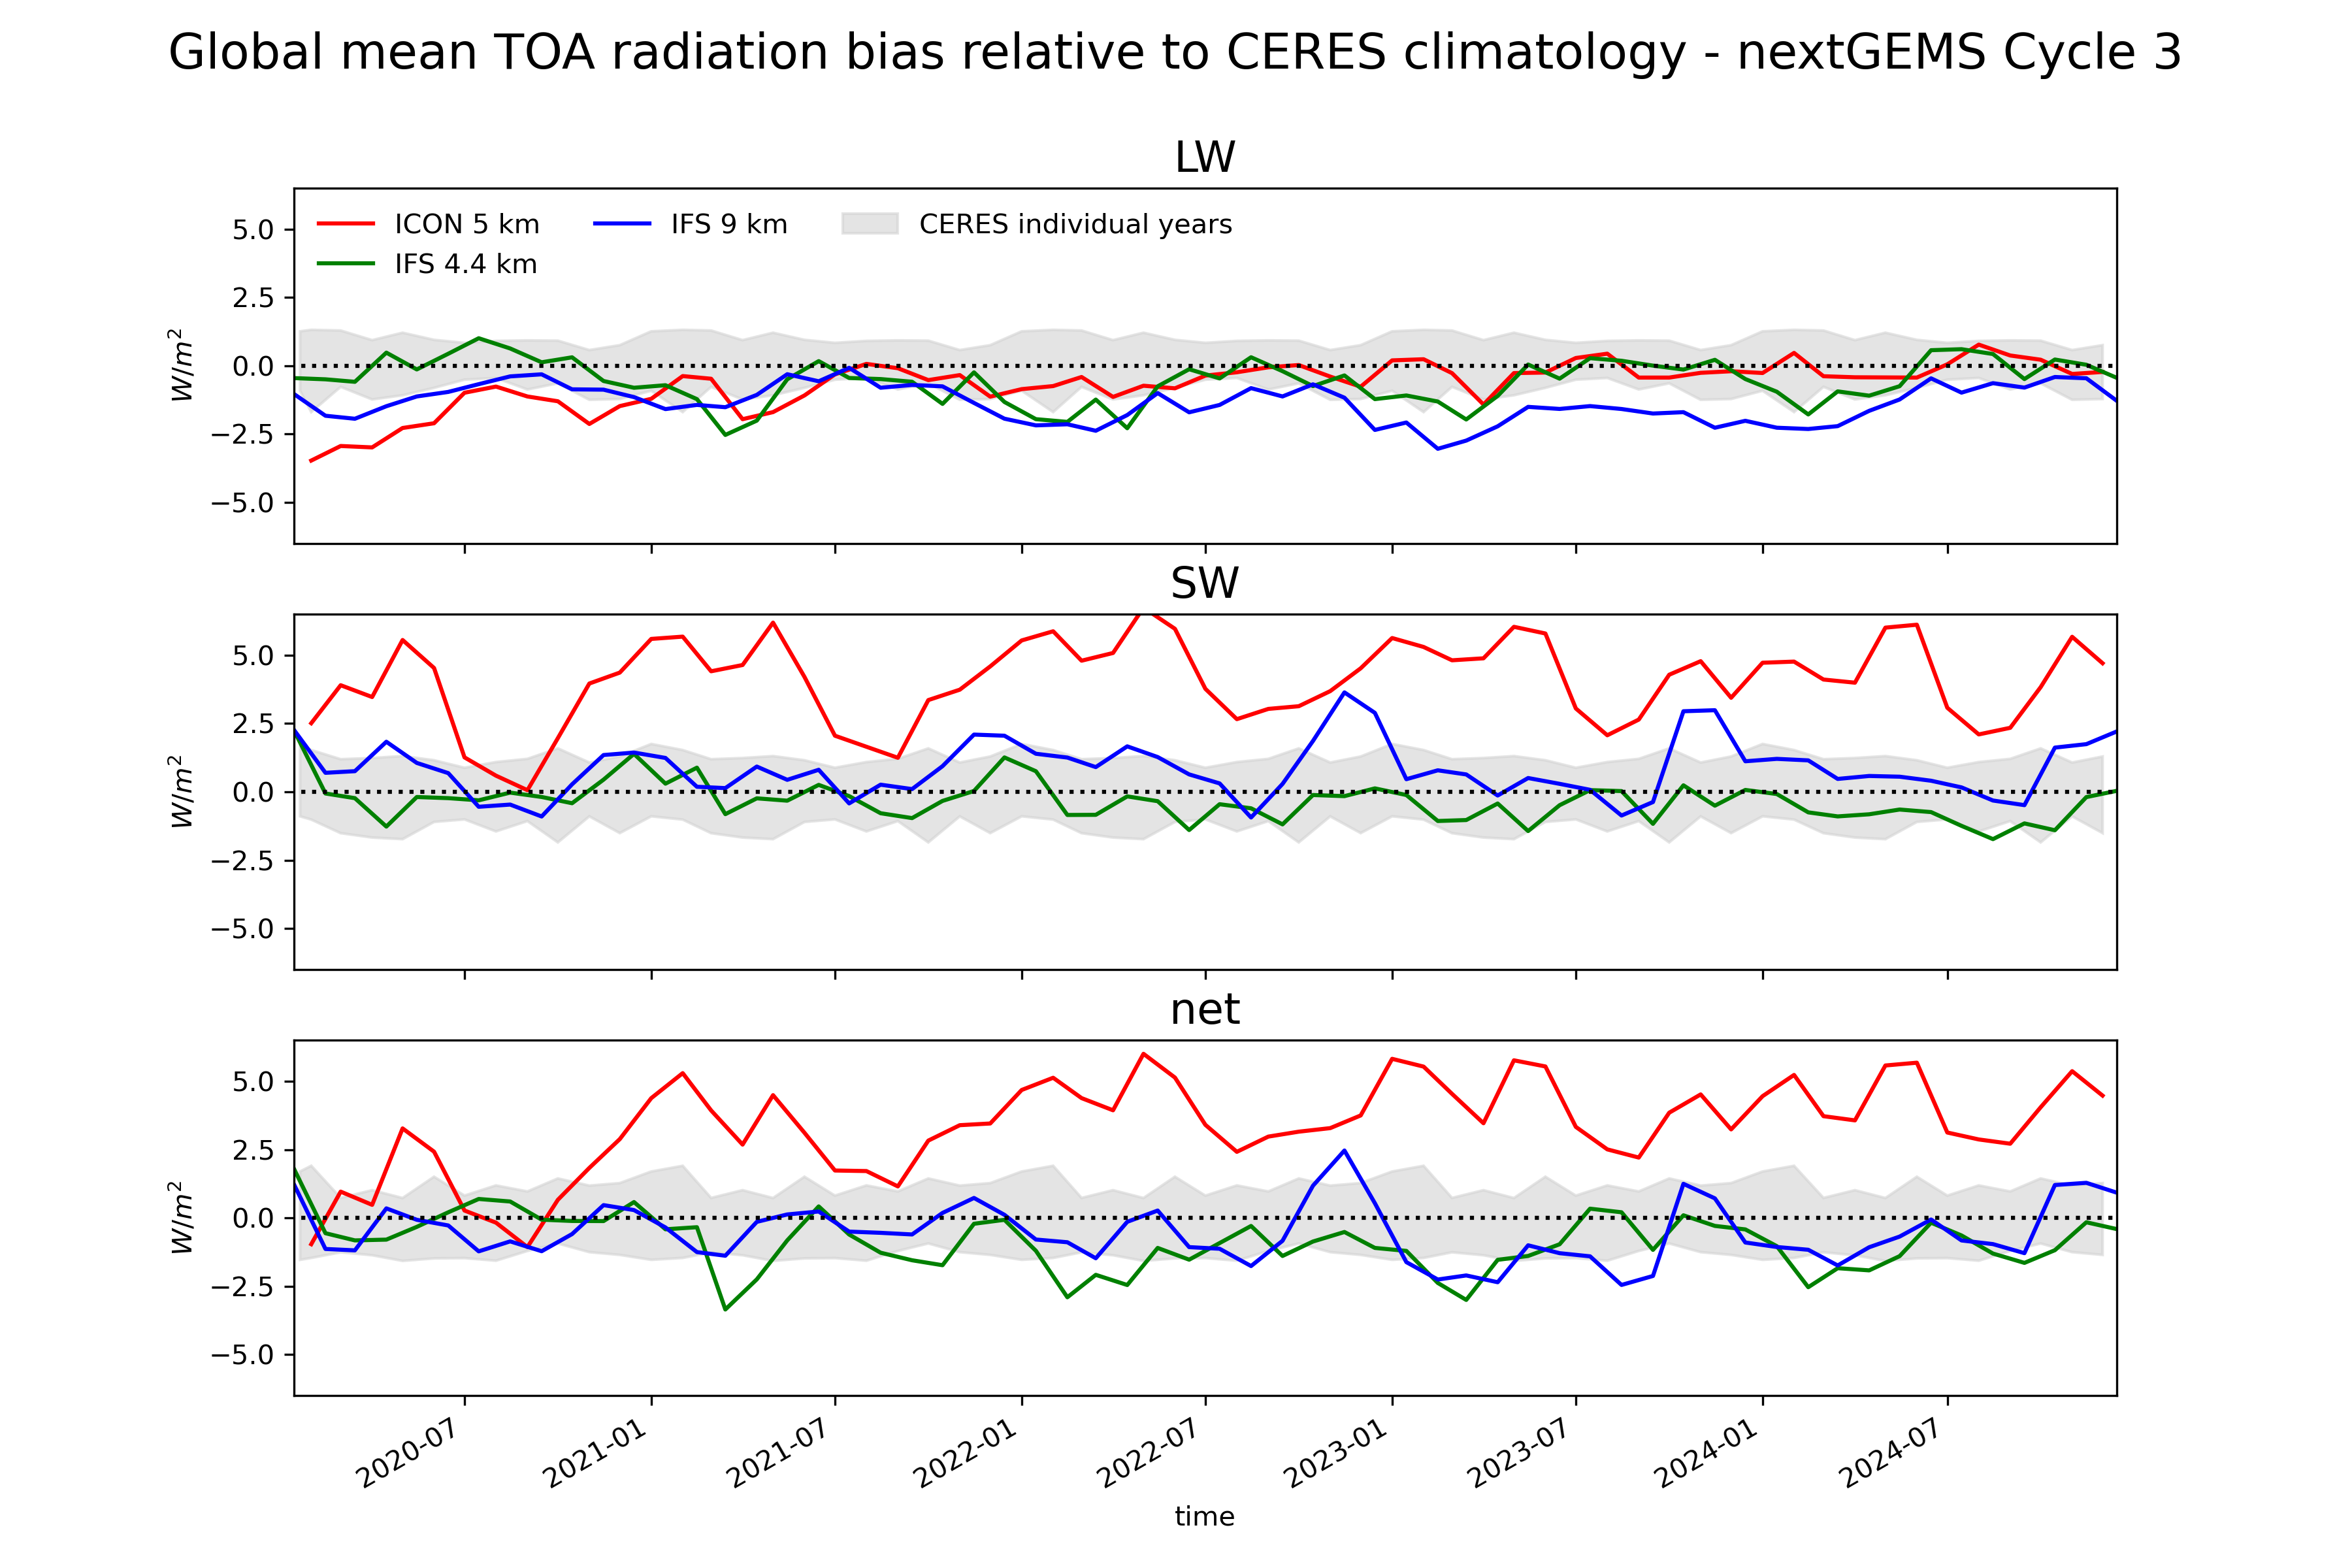 Global mean TOA radiation bias relative to CERES climatology - nextGEMS Cycle 3
LW
ICON 5 km
IFS 4.4 km
IFS 9 km
CERES individual years
5.0
2.5
0.0
−2.5
−5.0
W/m²
SW
5.0
2.5
0.0
−2.5
−5.0
W/m²
net
5.0
2.5
0.0
−2.5
−5.0
W/m²
2020-07
2021-01
2021-07
2022-01
2022-07
2023-01
2023-07
2024-01
2024-07
time